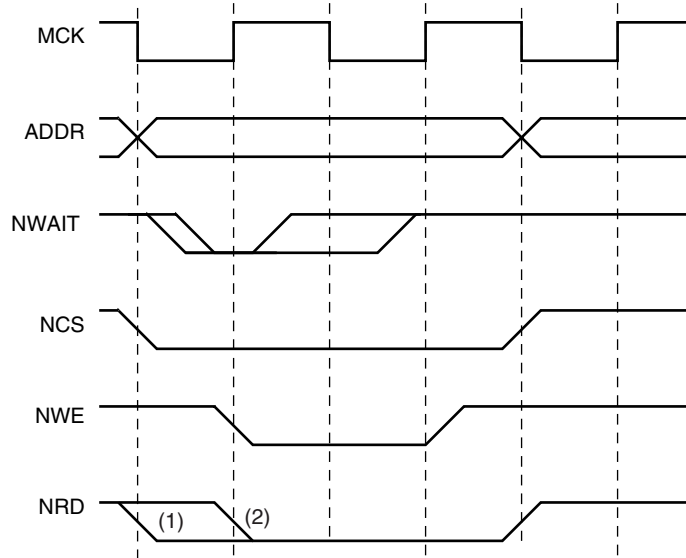 MCK
ADDR
NWAIT
NCS
NWE
NRD
(1)
(2)